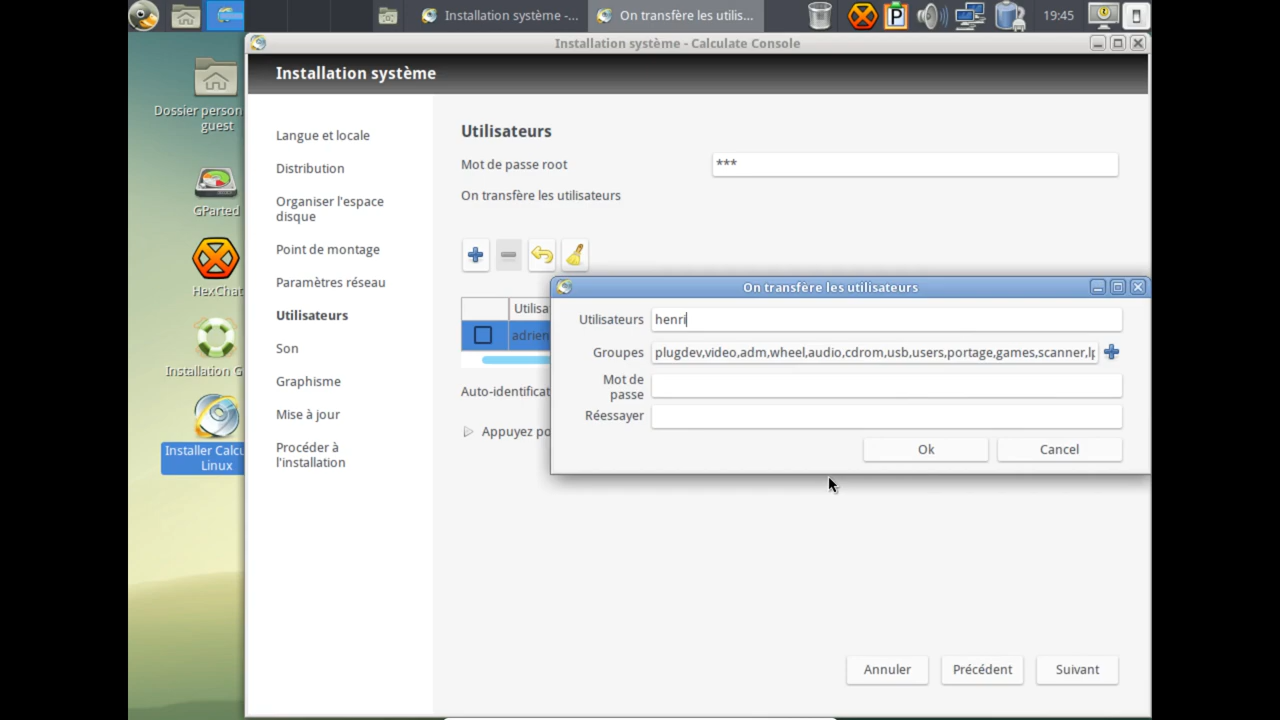 Installation système -...
On transfère les utilis...
19:45
Installation système - Calculate Console
Installation système
Dossier person
guest
GParted
HexChat
Installation G
Installer Calcu
Linux
Langue et locale
Distribution
Organiser l'espace
disque
Point de montage
Paramètres réseau
Utilisateurs
Son
Graphisme
Mise à jour
Procéder à
l'installation
Utilisateurs
Mot de passe root
***
On transfère les utilisateurs
Utilisa
adrien
Auto-identificat
Appuyez po
On transfère les utilisateurs
Utilisateurs
henri
Groupes
plugdev,video,adm,wheel,audio,cdrom,usb,users,portage,games,scanner,lp
Mot de
passe
Réessayer
Ok
Cancel
Annuler
Précédent
Suivant